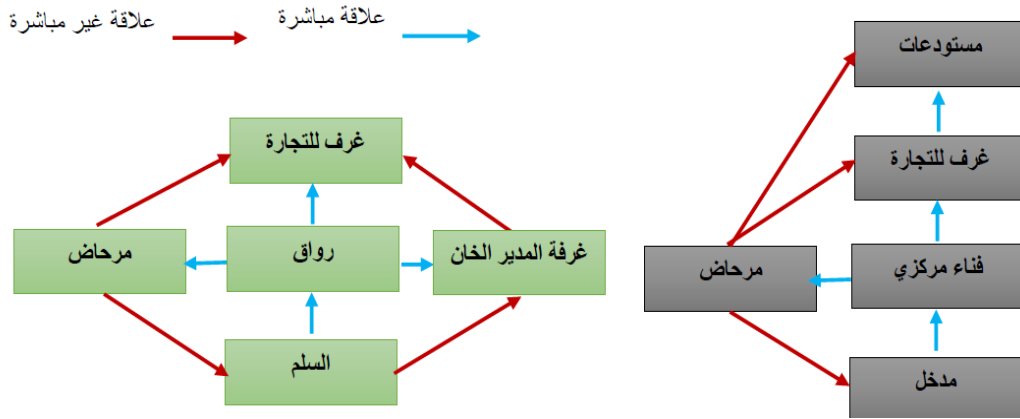 علاقة مباشرة
علاقة غير مباشرة
مستودعات
غرف للتجارة
فناء مركزي
مرحاض
مدخل
غرف للتجارة
غرفة المدير الخان
رواق
مرحاض
السلم